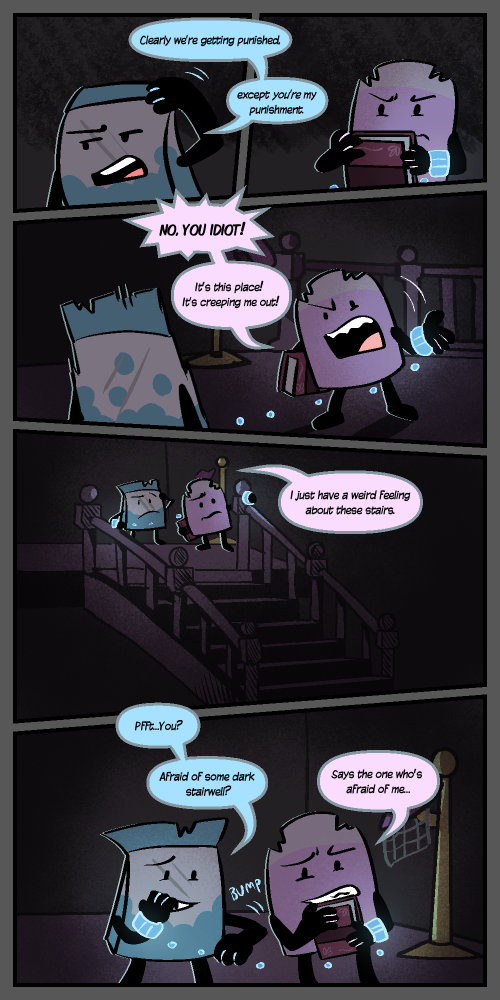 Clearly we're getting punished,
except you're my
punishment.
NO, YOU IDIOT!
It's this place!
It's creeping me out!
I just have a weird feeling
about these stairs.
Pfft...You?
Afraid of some dark
stairwell?
Says the one who's
afraid of me...
BUMP